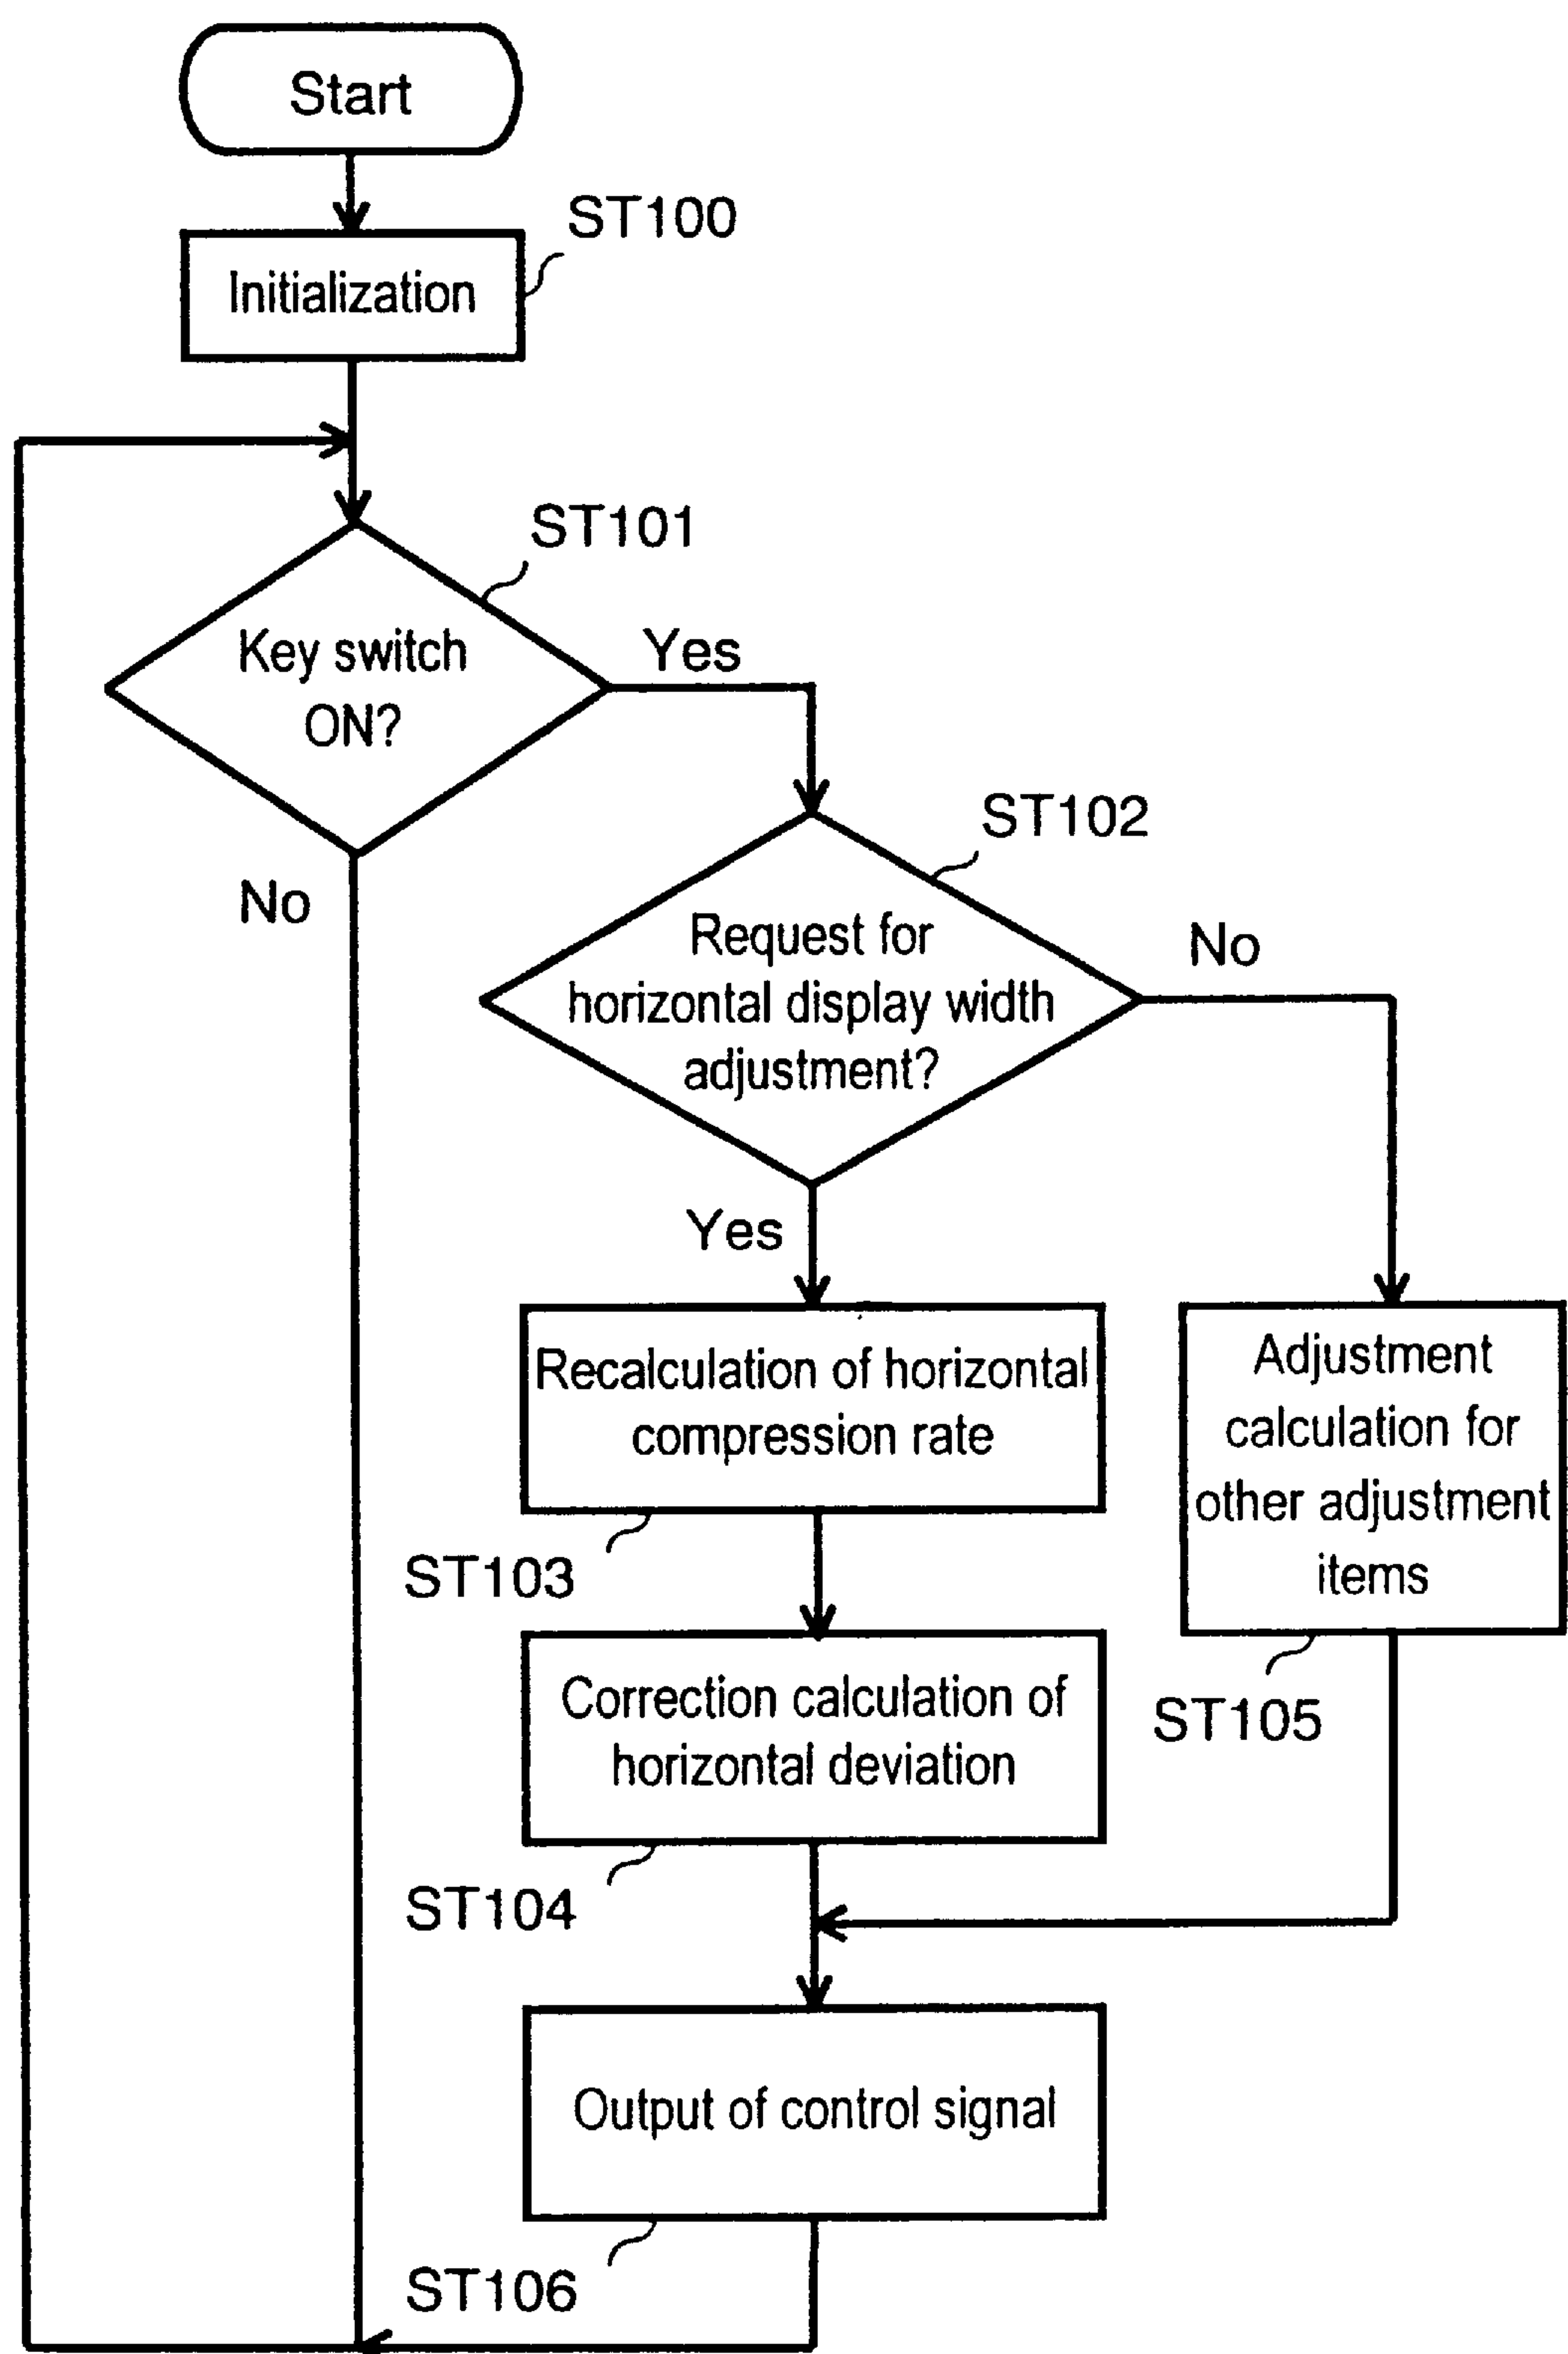 Start
ST100
Initialization
ST101
Key switch
ON?
Yes
No
ST102
Request for
horizontal display width
adjustment?
No
Yes
Recalculation of horizontal
compression rate
ST103
Adjustment
calculation for
other adjustment
items
ST105
Correction calculation of
horizontal deviation
ST104
Output of control signal
ST106